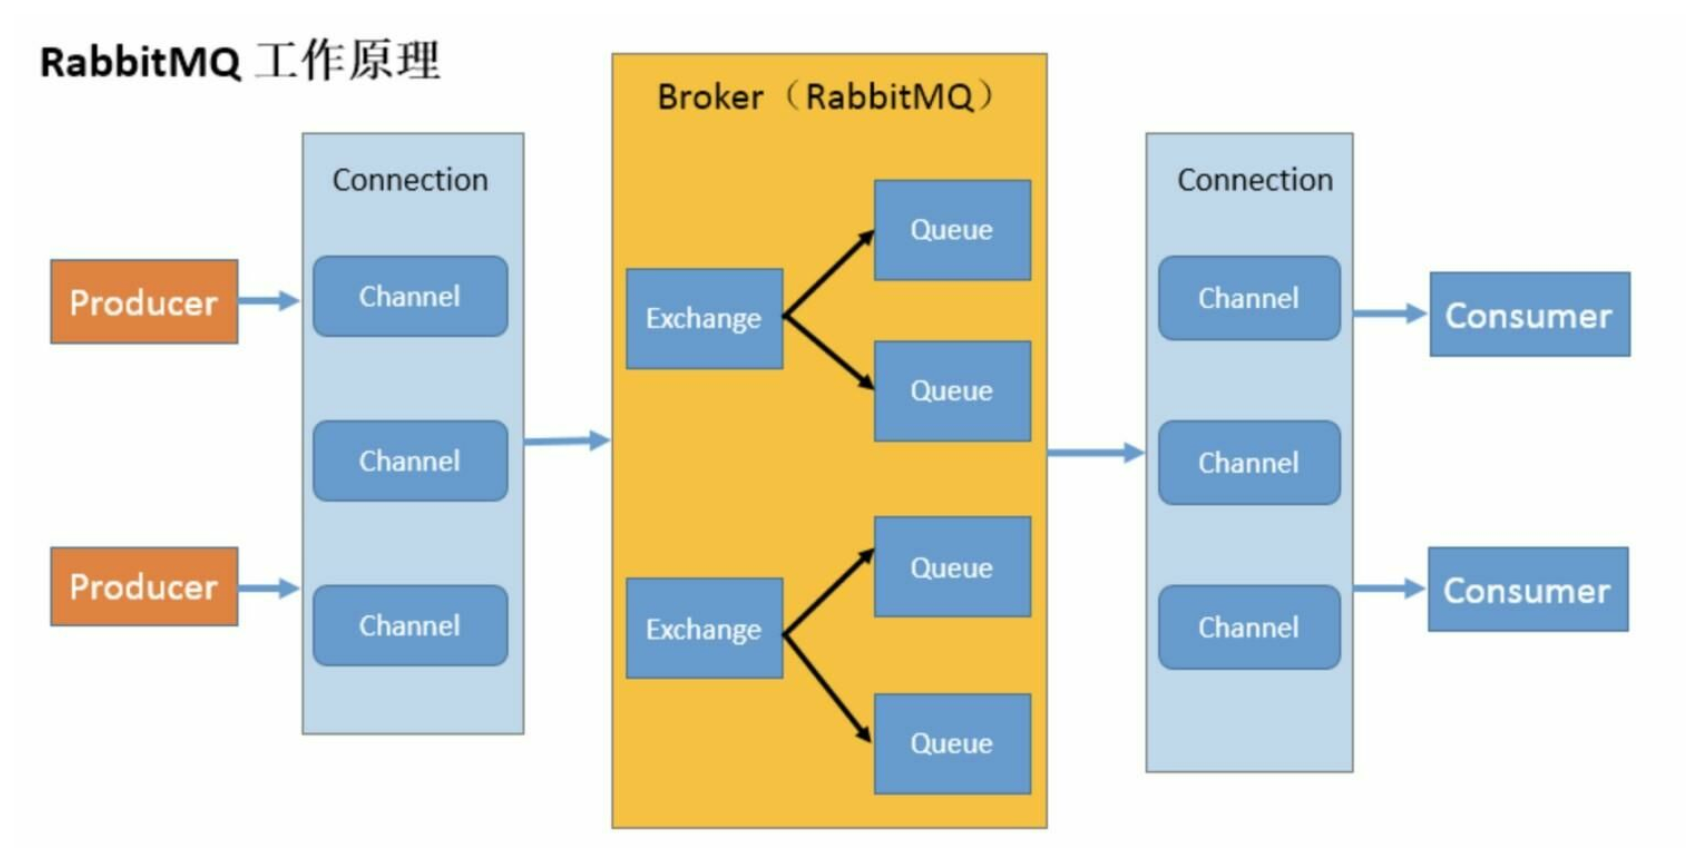 RabbitMQ 工作原理
Broker（RabbitMQ）
Connection
Connection
Producer
Channel
Exchange
Queue
Queue
Channel
Consumer
Channel
Channel
Producer
Channel
Exchange
Queue
Queue
Channel
Consumer